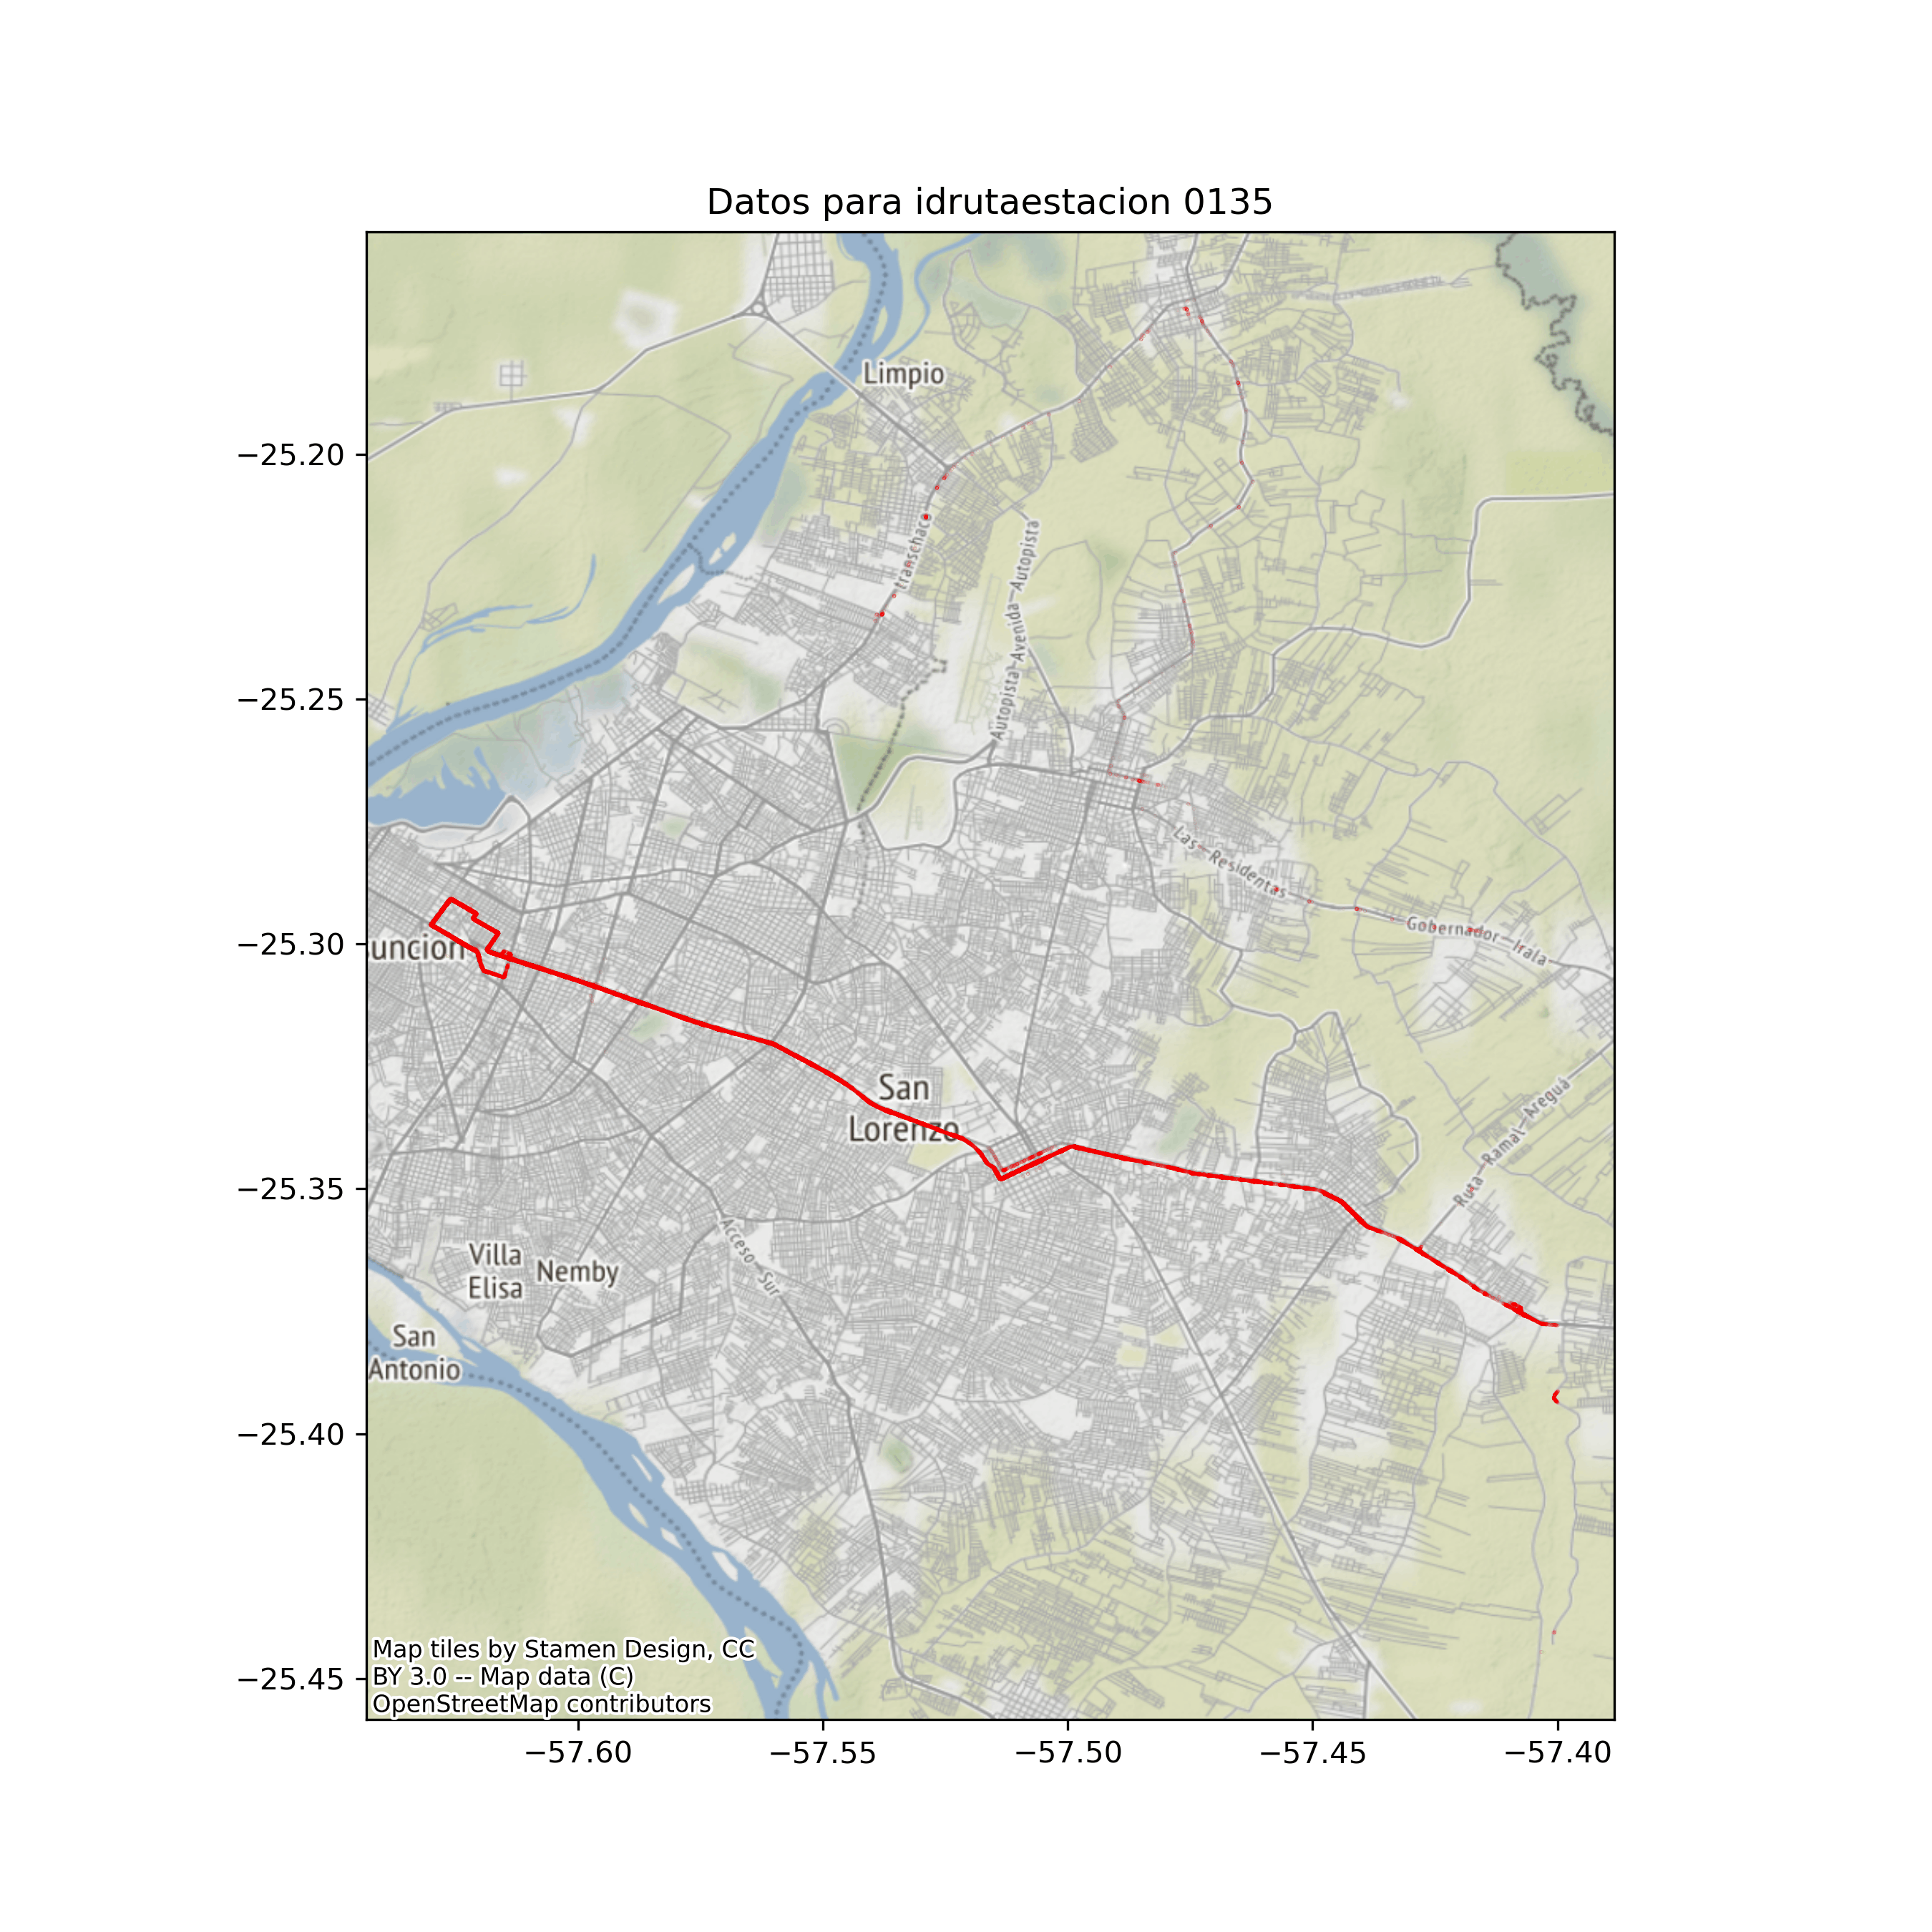 Datos para idrutaestacion 0135
Limpio
−25.20
transchaco
Autopista Avenida Autopista
−25.25
Las Residentas
Gobernador Irala
−25.30
uncion
San
Lorenzo
Ruta Ramal Areguá
−25.35
Acceso Sur
Villa
Elisa
Nemby
San
Antonio
−25.40
Map tiles by Stamen Design, CC
BY 3.0 -- Map data (C)
OpenStreetMap contributors
−25.45
−57.60
−57.55
−57.50
−57.45
−57.40